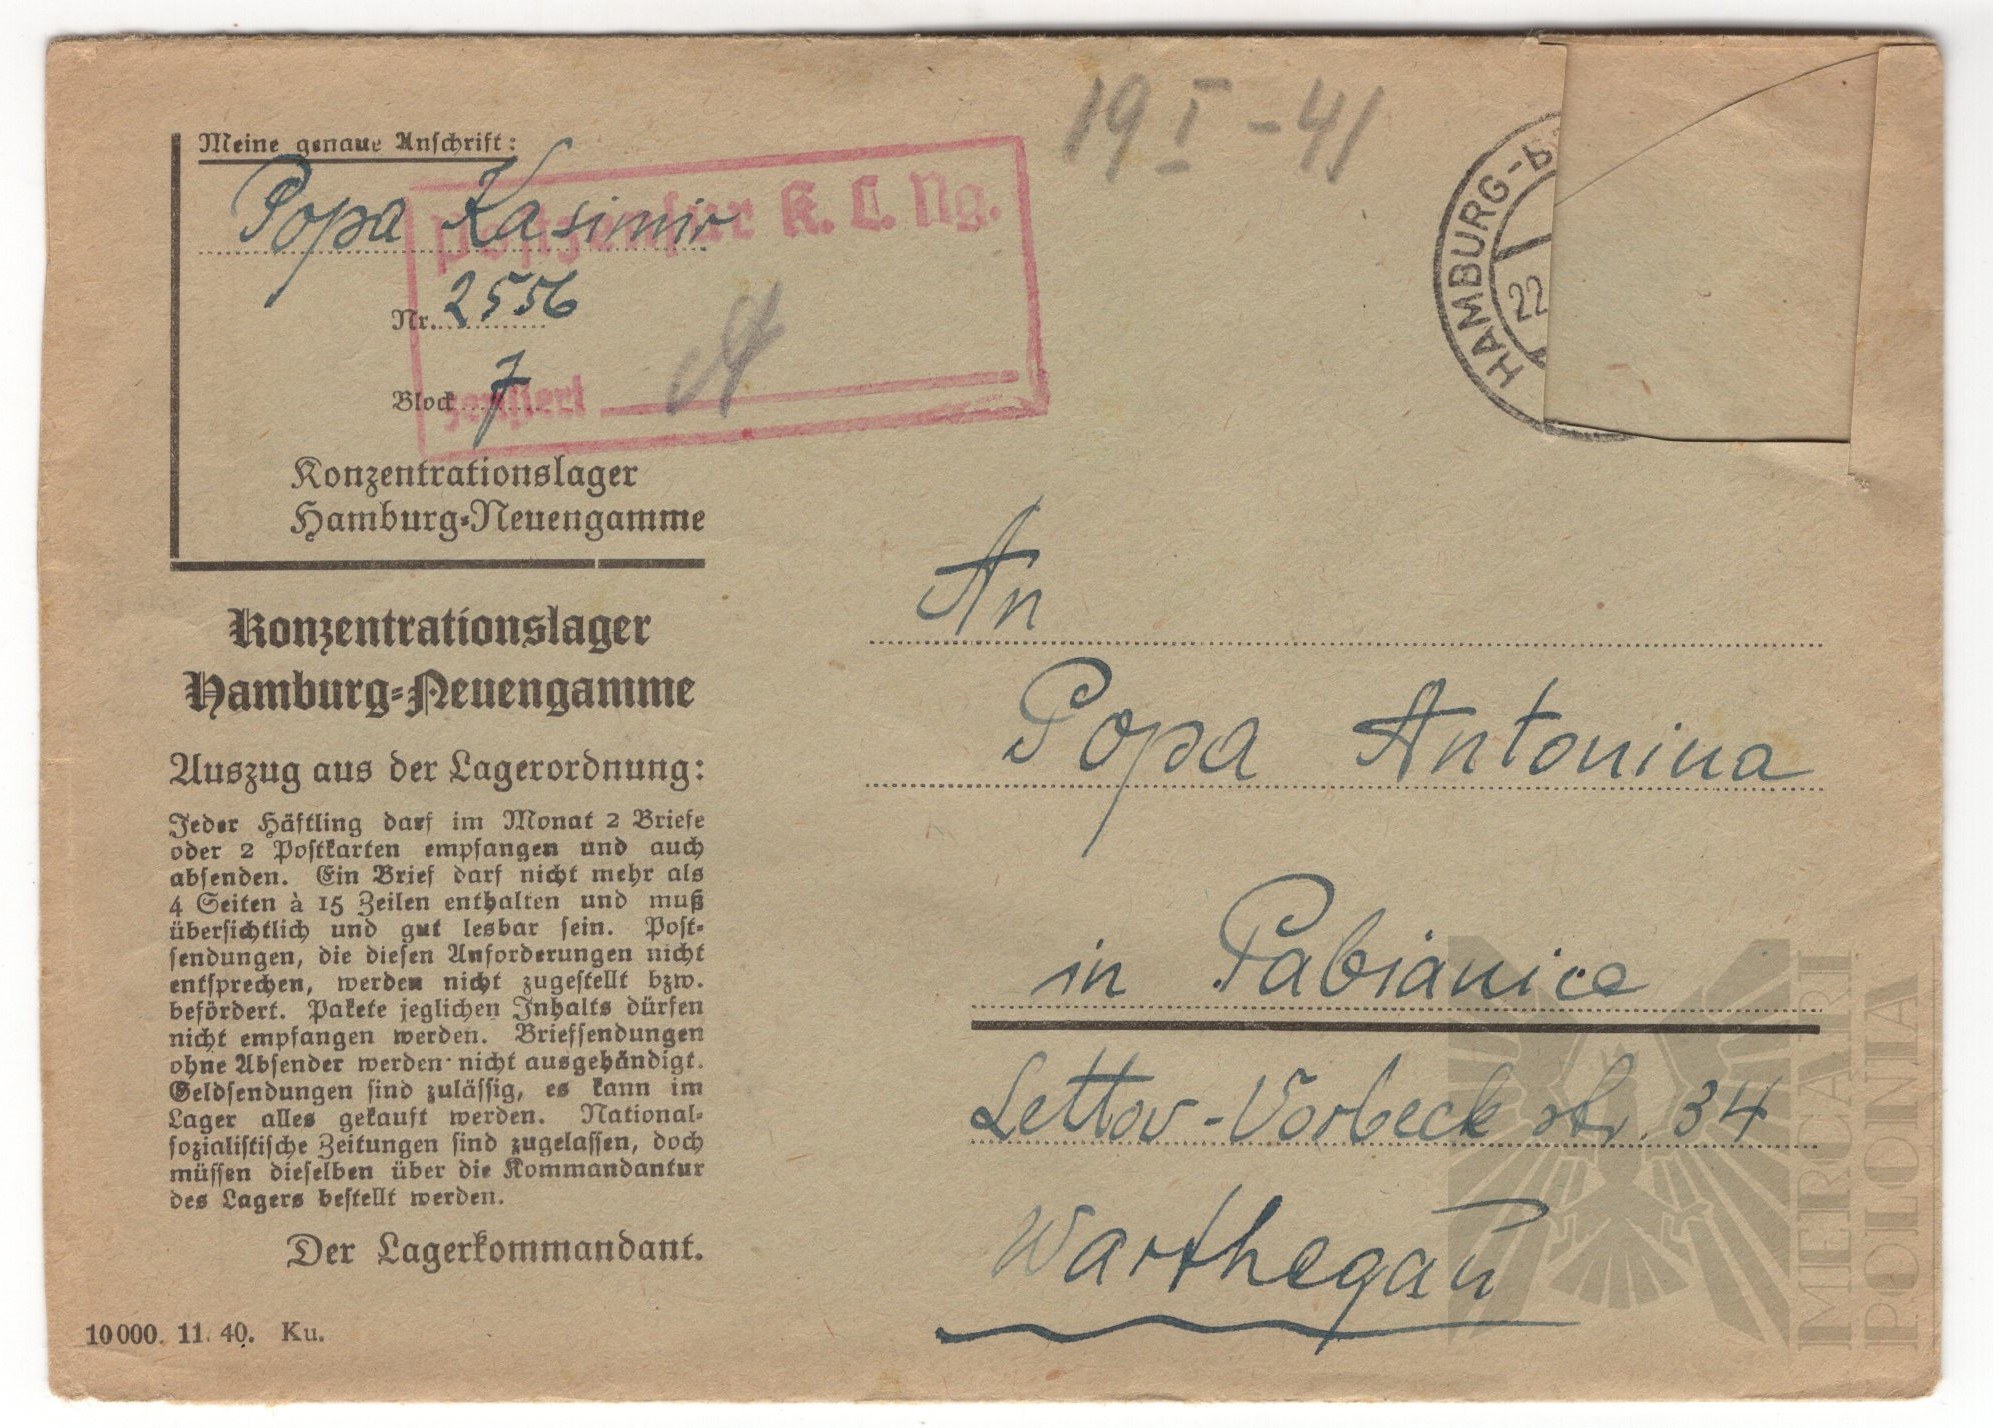 19 I - 41
Meine genaue Anschrift:
Popa Kasimir
Postzensur K. L. Ng.
Nr. 2556
Block 7
zensiert
Konzentrationslager
Hamburg-Neuengamme
HAMBURG-
22
Konzentrationslager
Hamburg-Neuengamme
Auszug aus der Lagerordnung:
Jeder Häftling darf im Monat 2 Briefe
oder 2 Postkarten empfangen und auch
absenden. Ein Brief darf nicht mehr als
4 Seiten à 15 Zeilen enthalten und muß
übersichtlich und gut lesbar sein. Post-
sendungen, die diesen Anforderungen nicht
entsprechen, werden nicht zugestellt bzw.
befördert. Pakete jeglichen Inhalts dürfen
nicht empfangen werden. Briefsendungen
ohne Absender werden nicht ausgehändigt.
Geldsendungen sind zulässig, es kann im
Lager alles gekauft werden. National-
sozialistische Zeitungen sind zugelassen, doch
müssen dieselben über die Kommandantur
des Lagers bestellt werden.
Der Lagerkommandant.
10000. 11. 40. Ku.
An
Popa Antonina
in Pabianice
Lettov-Vorbeck str. 34
Warthegau
MERCARI
POLONIA